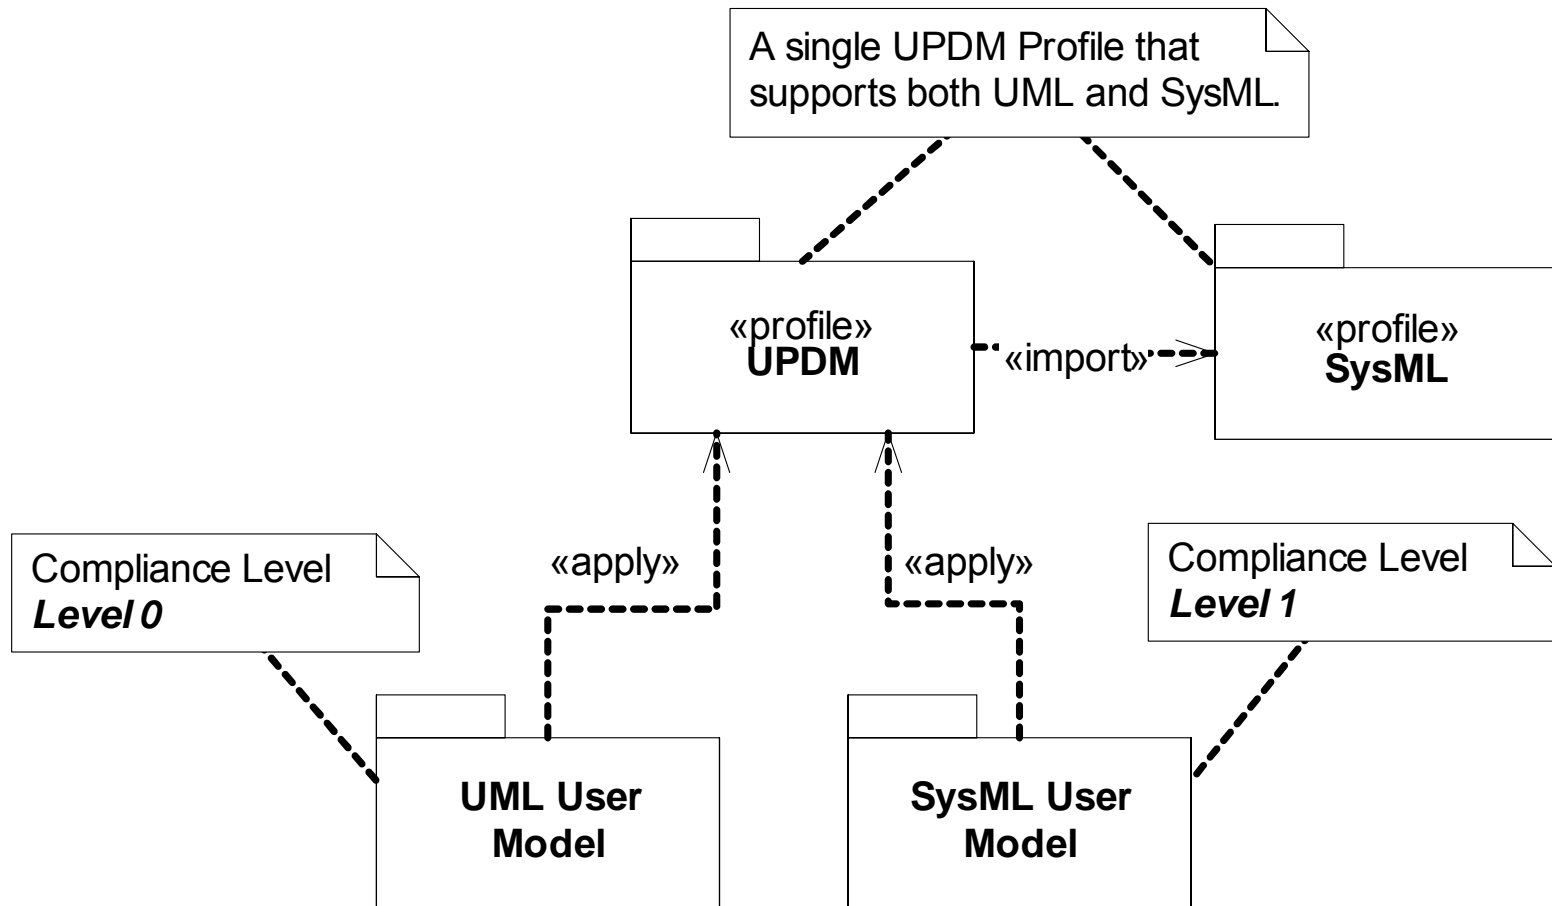 A single UPDM Profile that
supports both UML and SysML.
«profile»
UPDM
«import»
«profile»
SysML
«apply»
«apply»
Compliance Level
Level 0
Compliance Level
Level 1
UML User
Model
SysML User
Model